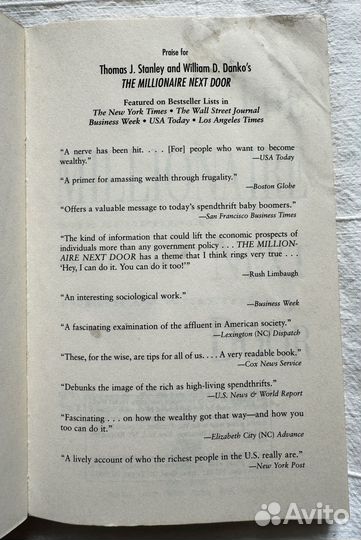 Praise for
Thomas J. Stanley and William D. Danko's
THE MILLIONAIRE NEXT DOOR
Featured on Bestseller Lists in
The New York Times • The Wall Street Journal
Business Week • USA Today • Los Angeles Times
“A nerve has been hit. . . . [For] people who want to become
wealthy.”
—USA Today
“A primer for amassing wealth through frugality.”
—Boston Globe
“Offers a valuable message to today's spendthrift baby boomers.”
—San Francisco Business Times
“The kind of information that could lift the economic prospects of
individuals more than any government policy . . . THE MILLION-
AIRE NEXT DOOR has a theme that I think rings very true . . .
‘Hey, I can do it. You can do it too!’”
—Rush Limbaugh
“An interesting sociological work.”
—Business Week
“A fascinating examination of the affluent in American society.”
—Lexington (NC) Dispatch
“These, for the wise, are tips for all of us. . . . A very readable book.”
—Cox News Service
“Debunks the image of the rich as high-living spendthrifts.”
—U.S. News & World Report
“Fascinating . . . on how the wealthy got that way—and how you
too can do it.”
—Elizabeth City (NC) Advance
“A lively account of who the richest people in the U.S. really are.”
—New York Post
Avito